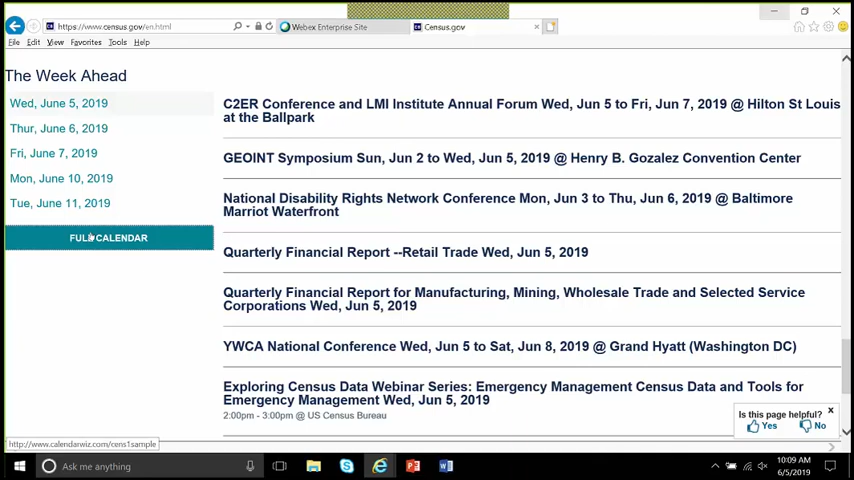 https://www.census.gov/en.html
Webex Enterprise Site
Census.gov
File Edit View Favorites Tools Help
The Week Ahead
Wed, June 5, 2019
Thur, June 6, 2019
Fri, June 7, 2019
Mon, June 10, 2019
Tue, June 11, 2019
FULL CALENDAR
C2ER Conference and LMI Institute Annual Forum Wed, Jun 5 to Fri, Jun 7, 2019 @ Hilton St Louis
at the Ballpark
GEOINT Symposium Sun, Jun 2 to Wed, Jun 5, 2019 @ Henry B. Gozalez Convention Center
National Disability Rights Network Conference Mon, Jun 3 to Thu, Jun 6, 2019 @ Baltimore
Marriot Waterfront
Quarterly Financial Report --Retail Trade Wed, Jun 5, 2019
Quarterly Financial Report for Manufacturing, Mining, Wholesale Trade and Selected Service
Corporations Wed, Jun 5, 2019
YWCA National Conference Wed, Jun 5 to Sat, Jun 8, 2019 @ Grand Hyatt (Washington DC)
Exploring Census Data Webinar Series: Emergency Management Census Data and Tools for
Emergency Management Wed, Jun 5, 2019
2:00pm - 3:00pm @ US Census Bureau
Is this page helpful?
Yes No
http://www.calendarwiz.com/cens1sample
Ask me anything
10:09 AM
6/5/2019